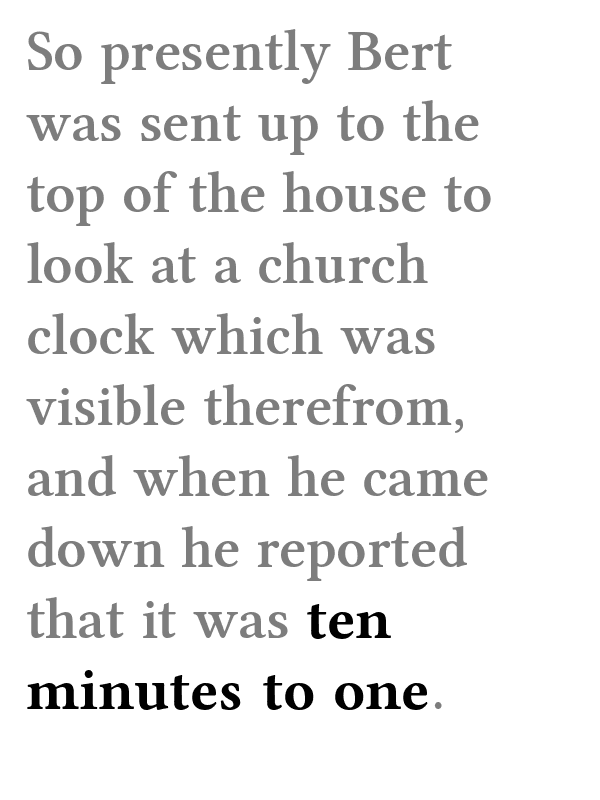 So presently Bert
was sent up to the
top of the house to
look at a church
clock which was
visible therefrom,
and when he came
down he reported
that it was ten
minutes to one.